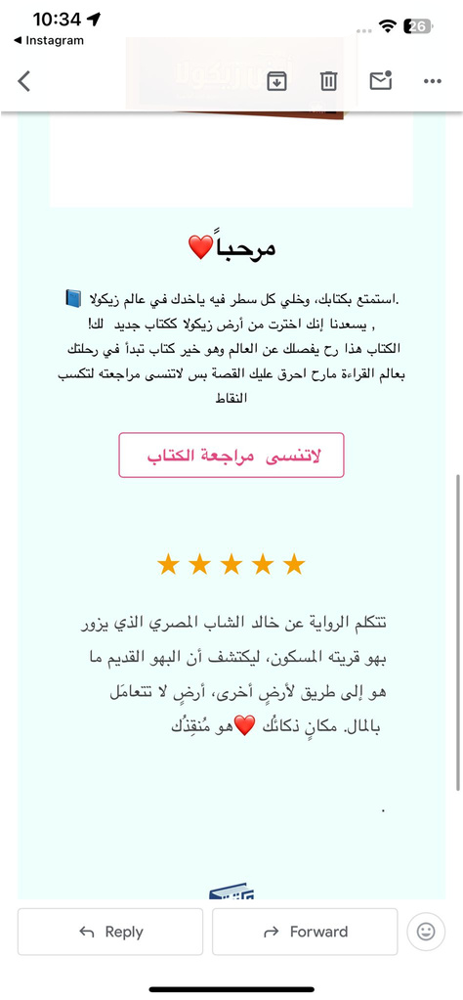 10:34
26
◄ Instagram
مرحباً❤️
استمتع بكتابك، وخلي كل سطر فيه ياخدك في عالم زيكولا 📘.
, يسعدنا إنك اخترت من أرض زيكولا ككتاب جديد لك!
الكتاب هذا رح يفصلك عن العالم وهو خير كتاب تبدأ في رحلتك
بعالم القراءة مارح احرق عليك القصة بس لاتنسى مراجعته لتكسب
النقاط
لاتنسى مراجعة الكتاب
★ ★ ★ ★ ★
تتكلم الرواية عن خالد الشاب المصري الذي يزور
بهو قريته المسكون، ليكتشف أن البهو القديم ما
هو إلى طريق لأرضٍ أخرى، أرضٍ لا تتعامَل
بالمال. مكانٍ ذكائُك ❤️هو مُنقِذُك
.
Reply
Forward